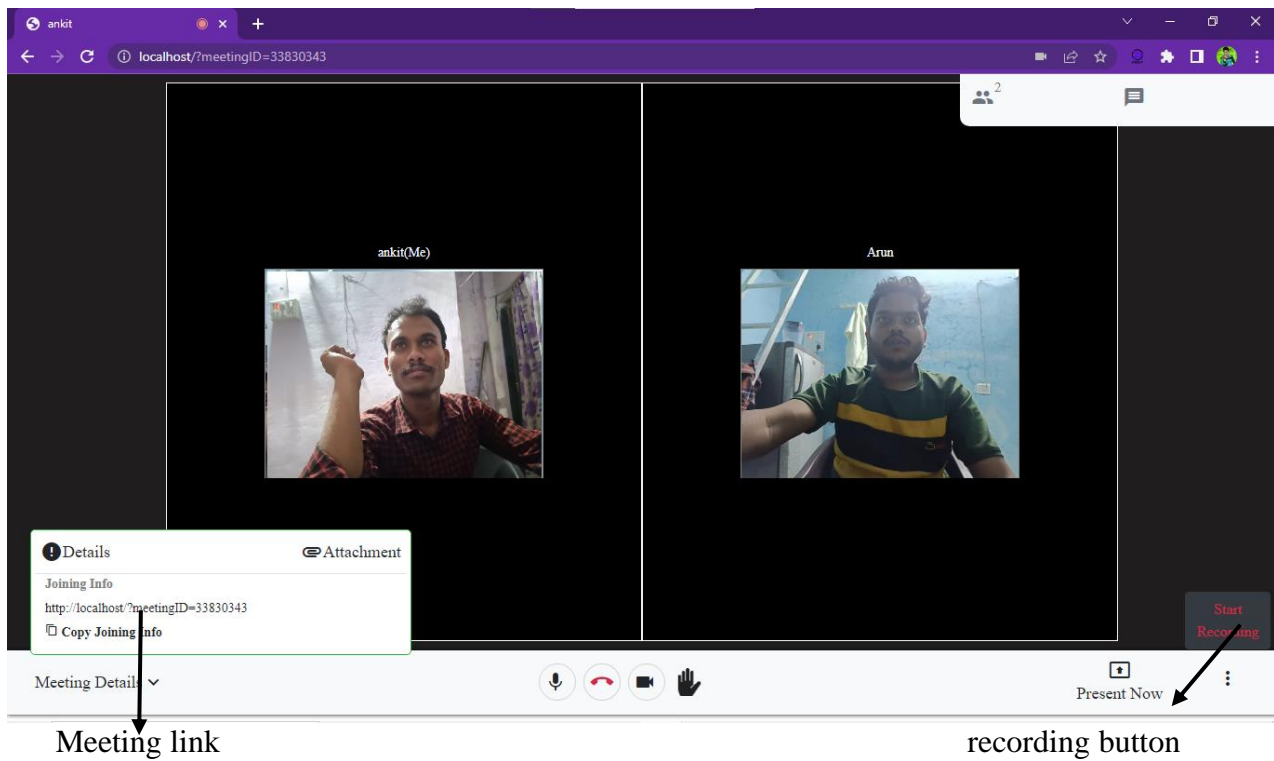 ankit
localhost/?meetingID=33830343
2
ankit(Me)
Arun
Details
Attachment
Joining Info
http://localhost/?meetingID=33830343
Copy Joining Info
Start
Recording
Meeting Details
Present Now
Meeting link
recording button